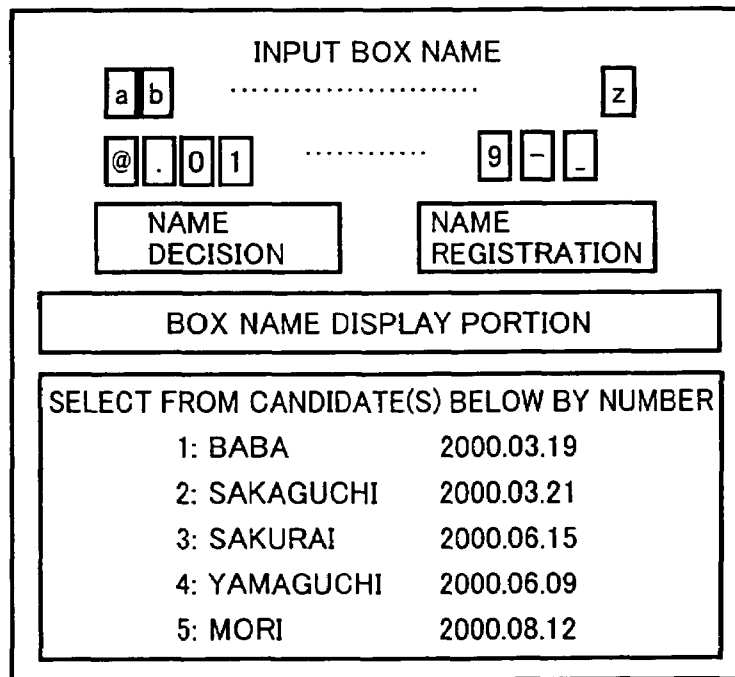 INPUT BOX NAME
a b ........................ z
@ . 0 1 ............ 9 - _
NAME DECISION
NAME REGISTRATION
BOX NAME DISPLAY PORTION
SELECT FROM CANDIDATE(S) BELOW BY NUMBER
1: BABA 2000.03.19
2: SAKAGUCHI 2000.03.21
3: SAKURAI 2000.06.15
4: YAMAGUCHI 2000.06.09
5: MORI 2000.08.12